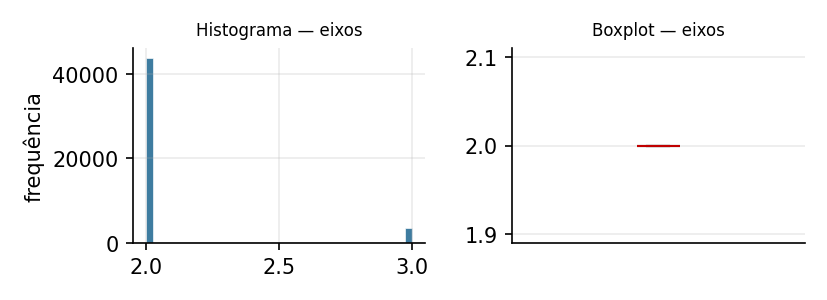 Histograma — eixos
frequência
40000
20000
0
2.0 2.5 3.0
Boxplot — eixos
2.1
2.0
1.9